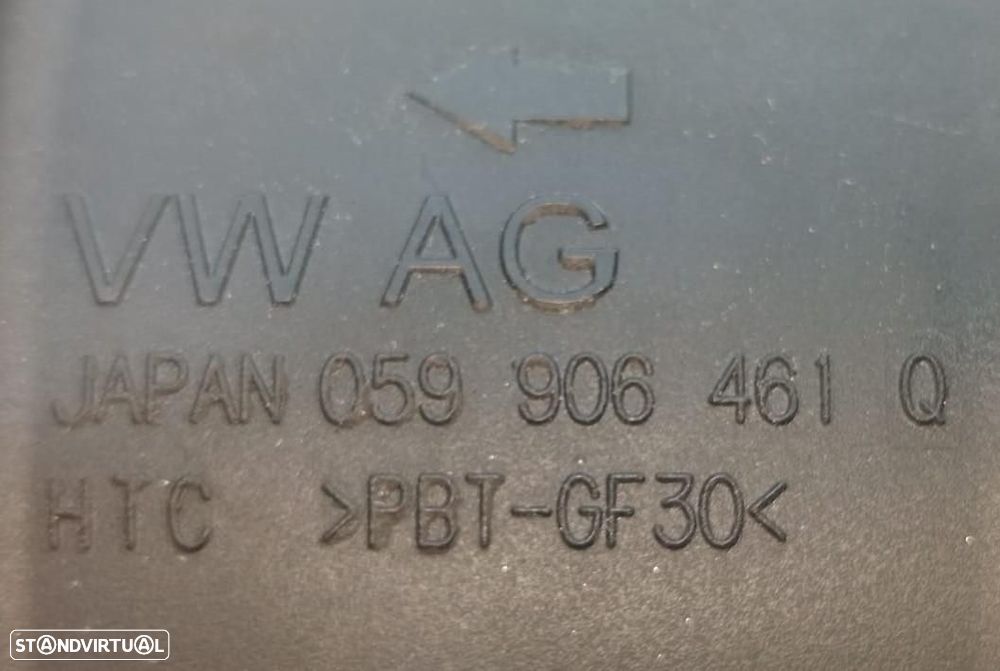 VW AG
JAPAN 059 906 461 Q
HTC >PBT-GF30<
STANDVIRTUAL